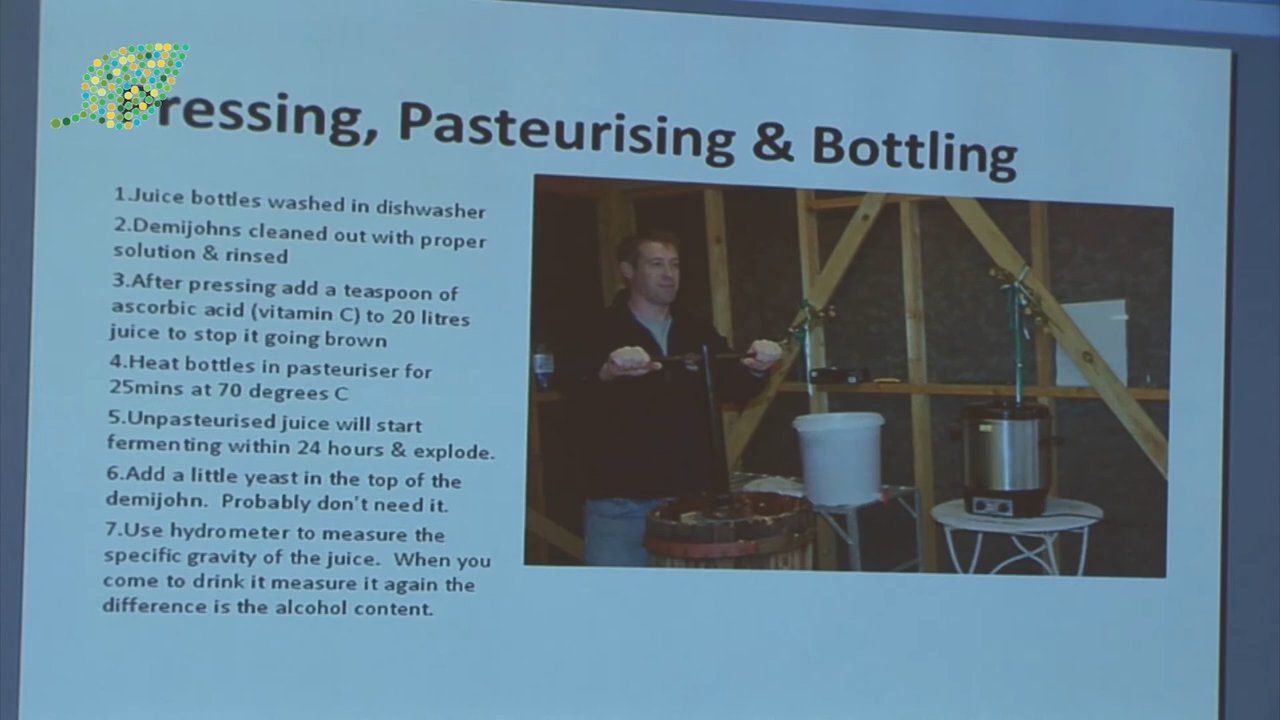 Pressing, Pasteurising & Bottling
1.Juice bottles washed in dishwasher
2.Demijohns cleaned out with proper
solution & rinsed
3.After pressing add a teaspoon of
ascorbic acid (vitamin C) to 20 litres
juice to stop it going brown
4.Heat bottles in pasteuriser for
25mins at 70 degrees C
5.Unpasteurised juice will start
fermenting within 24 hours & explode.
6.Add a little yeast in the top of the
demijohn.  Probably don't need it.
7.Use hydrometer to measure the
specific gravity of the juice.  When you
come to drink it measure it again the
difference is the alcohol content.